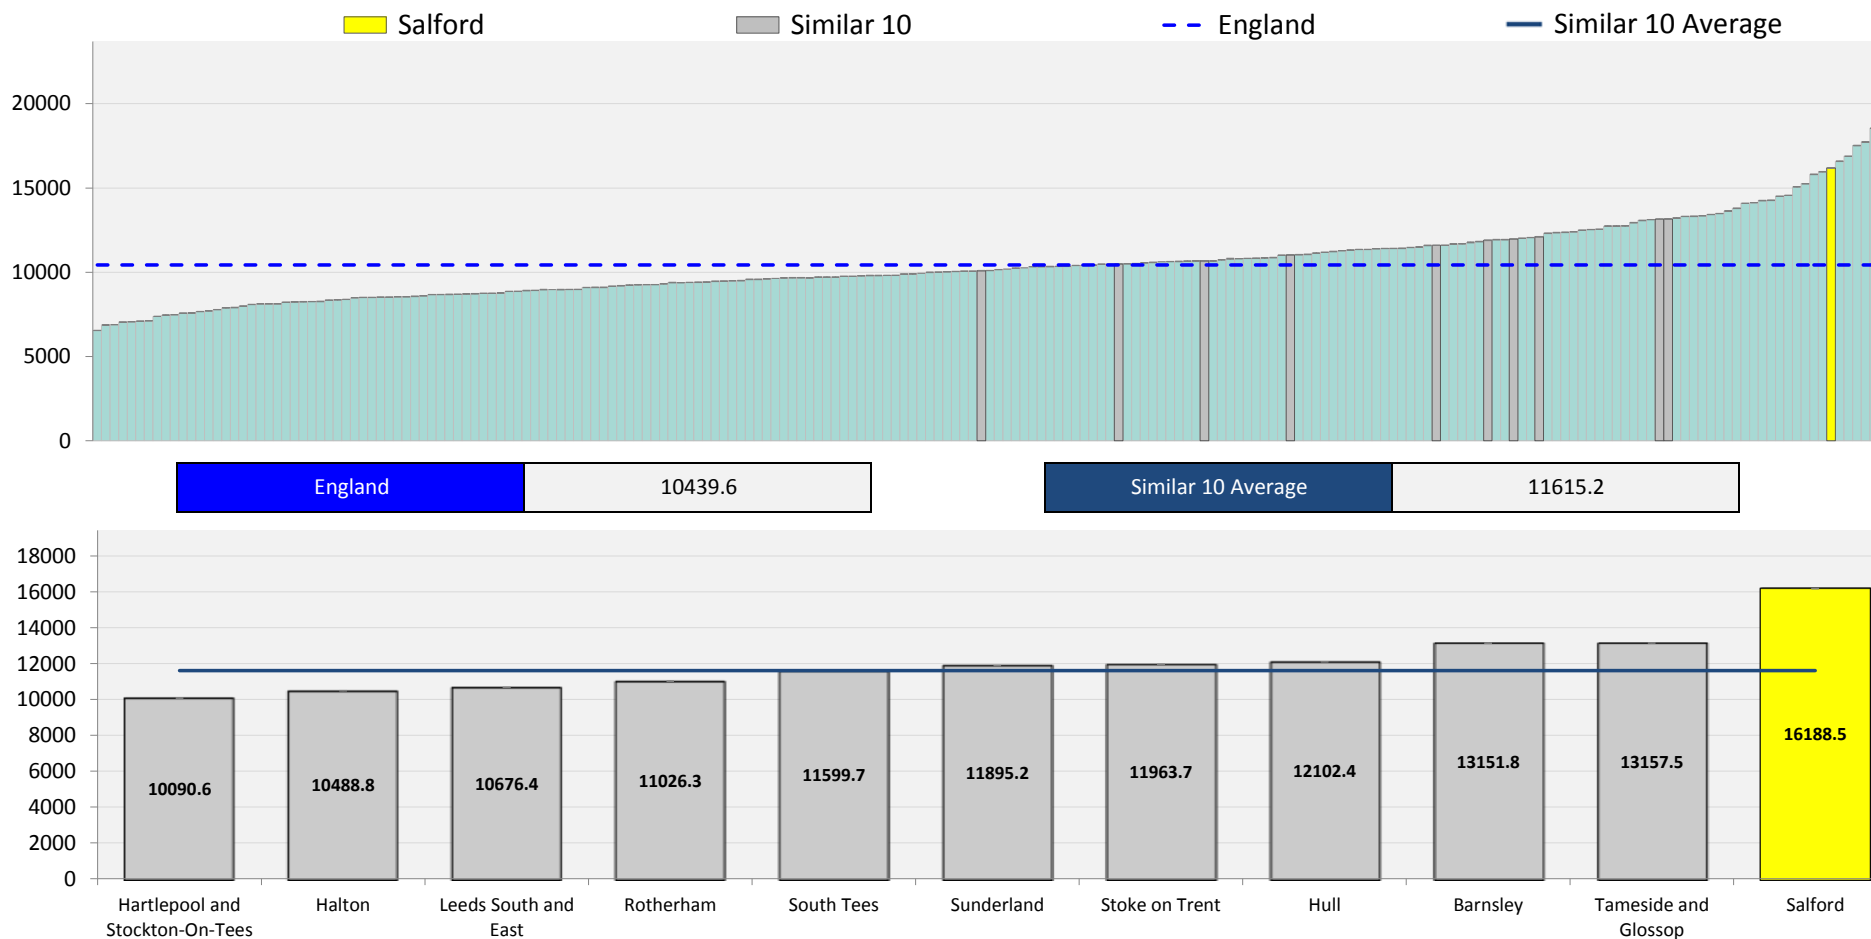 Salford
Similar 10
England
Similar 10 Average
20000
15000
10000
5000
0
England
10439.6
Similar 10 Average
11615.2
18000
16000
14000
12000
10000
8000
6000
4000
2000
0
10090.6
10488.8
10676.4
11026.3
11599.7
11895.2
11963.7
12102.4
13151.8
13157.5
16188.5
Hartlepool and
Stockton-On-Tees
Halton
Leeds South and
East
Rotherham
South Tees
Sunderland
Stoke on Trent
Hull
Barnsley
Tameside and
Glossop
Salford